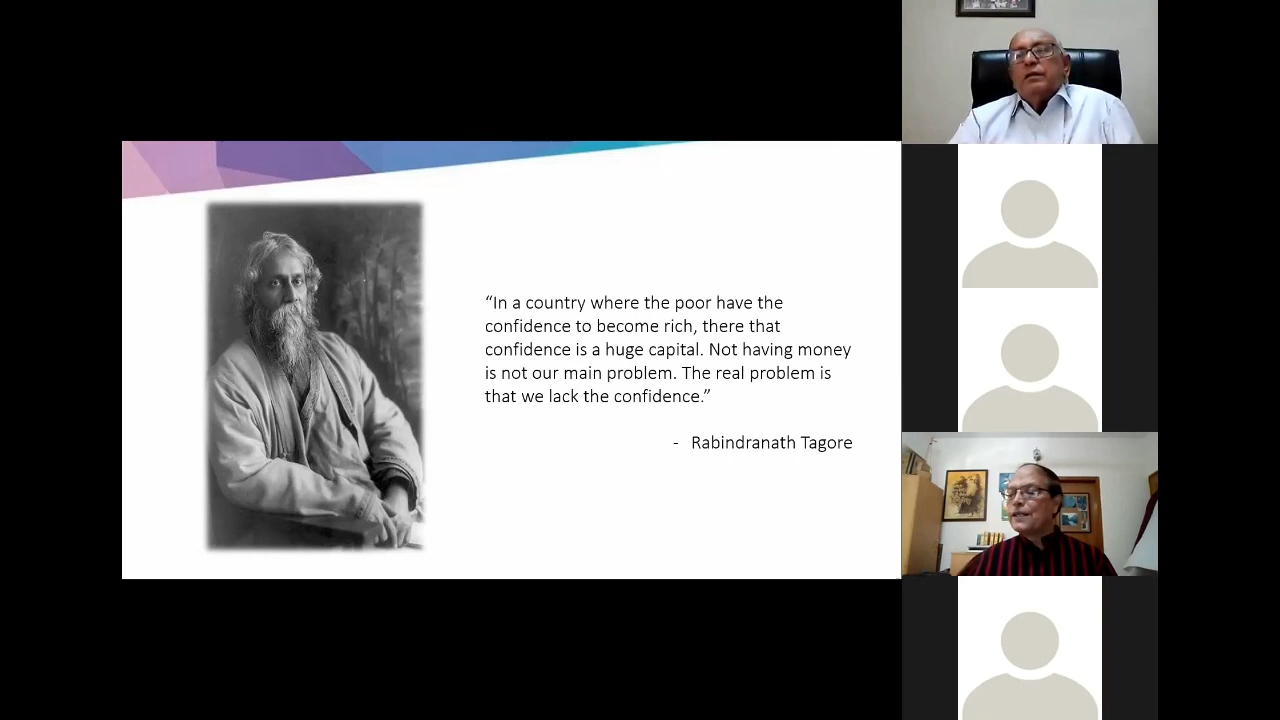 “In a country where the poor have the
confidence to become rich, there that
confidence is a huge capital. Not having money
is not our main problem. The real problem is
that we lack the confidence.”
- Rabindranath Tagore